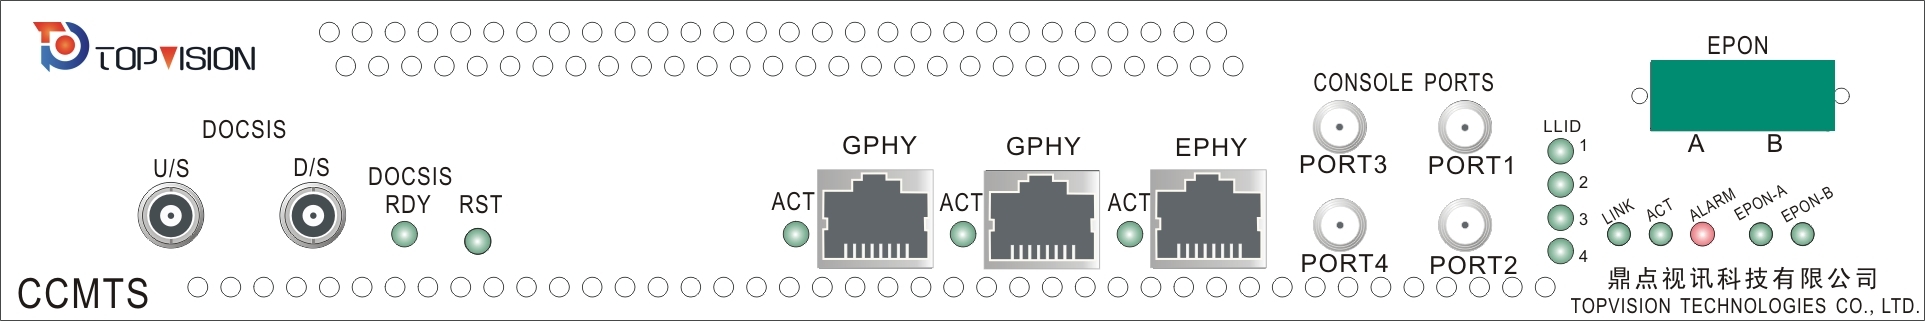 TOPVISION
DOCSIS
U/S
D/S
DOCSIS
RDY
RST
CCMTS
ACT
GPHY
ACT
GPHY
ACT
EPHY
CONSOLE PORTS
PORT3
PORT1
PORT4
PORT2
LLID
1
2
3
4
EPON
A
B
LINK
ACT
ALARM
EPON-A
EPON-B
鼎点视讯科技有限公司
TOPVISION TECHNOLOGIES CO., LTD.